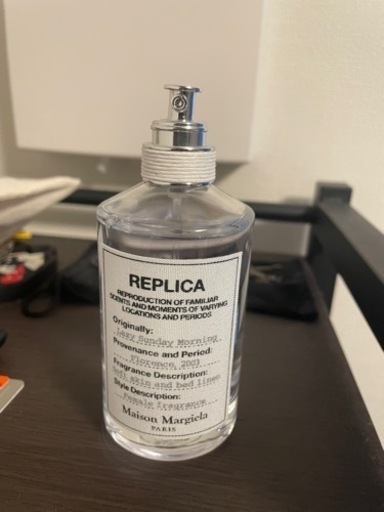 REPLICA
REPRODUCTION OF FAMILIAR
SCENTS AND MOMENTS OF VARYING
LOCATIONS AND PERIODS
Originally:
Lazy Sunday Morning
Provenance and Period:
Florence, 2003
Fragrance Description:
Soft skin and bed linen
Style Description:
Female fragrance
Maison Margiela
PARIS